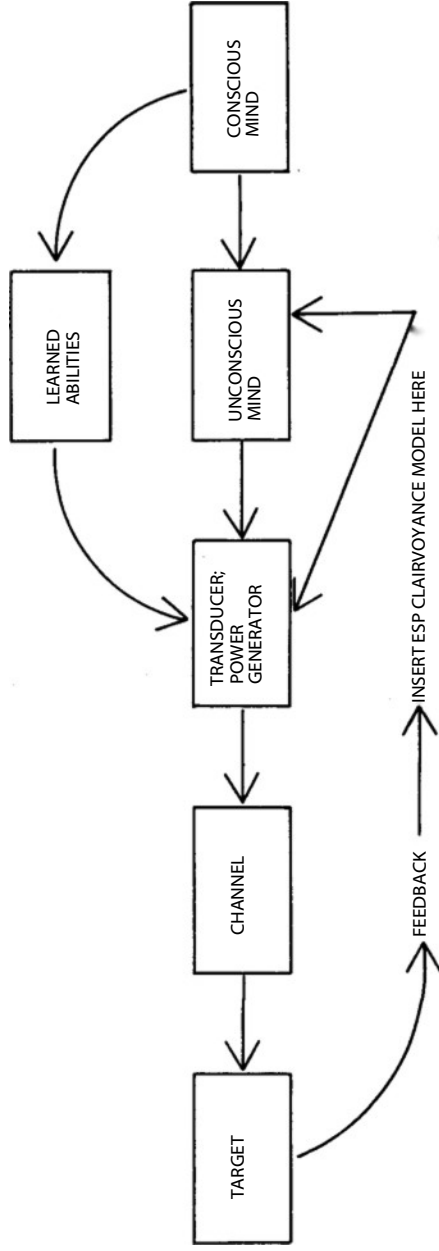 LEARNED
ABILITIES
TARGET
CHANNEL
TRANSDUCER;
POWER
GENERATOR
UNCONSCIOUS
MIND
CONSCIOUS
MIND
FEEDBACK
INSERT ESP CLAIRVOYANCE MODEL HERE